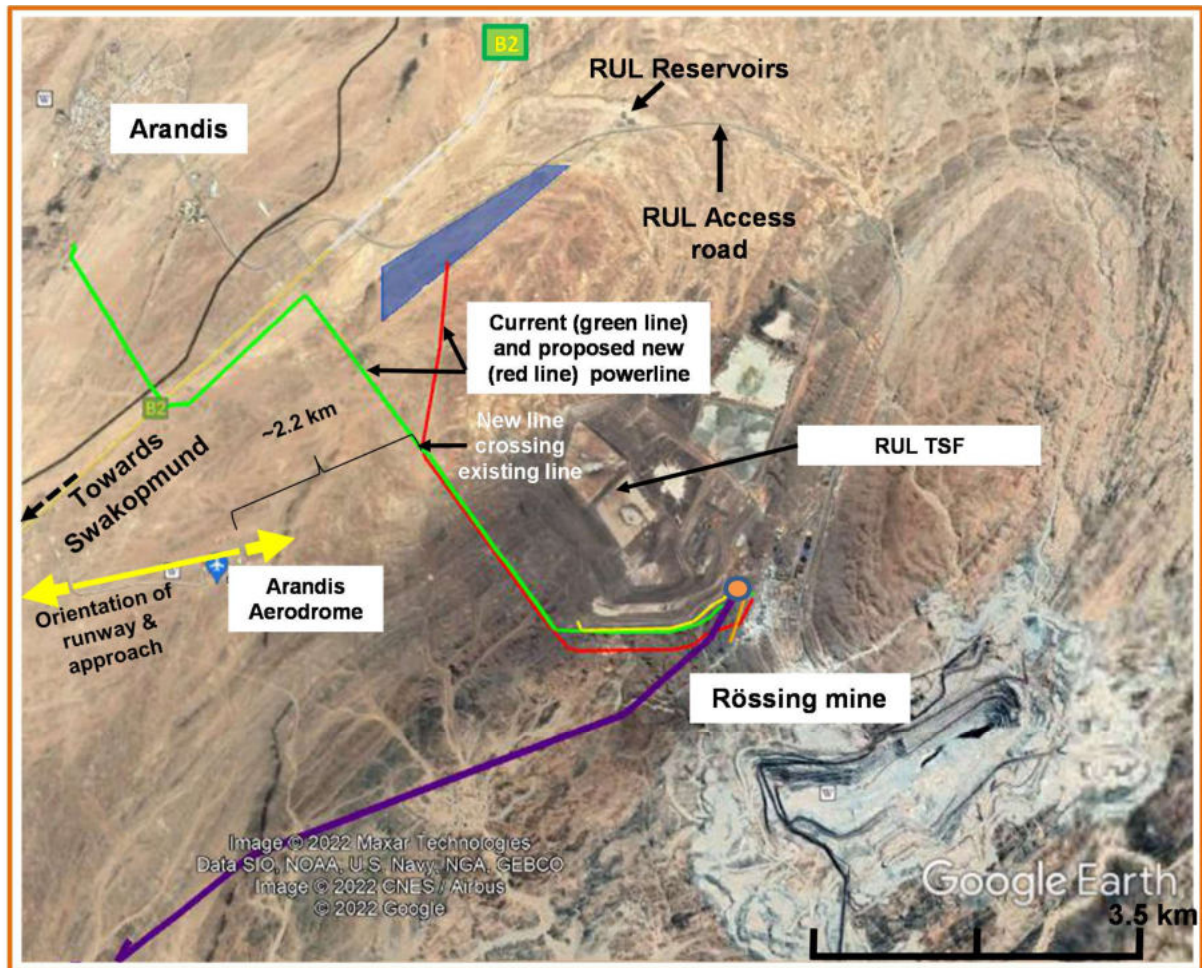 B2
RUL Reservoirs
Arandis
RUL Access
road
Current (green line)
and proposed new
(red line) powerline
~2.2 km
New line
crossing
existing line
B2
RUL TSF
Towards
Swakopmund
Arandis
Aerodrome
Orientation of
runway &
approach
Rössing mine
Image © 2022 Maxar Technologies
Data SIO, NOAA, U.S. Navy, NGA, GEBCO
Image © 2022 CNES / Airbus
© 2022 Google
Google Earth
3.5 km